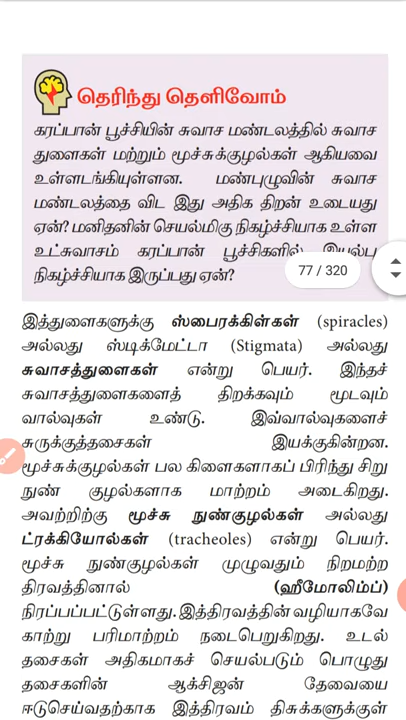 தெரிந்து தெளிவோம்
கரப்பான் பூச்சியின் சுவாச மண்டலத்தில் சுவாச
துளைகள் மற்றும் மூச்சுக்குழல்கள் ஆகியவை
உள்ளடங்கியுள்ளன. மண்புழுவின் சுவாச
மண்டலத்தை விட இது அதிக திறன் உடையது
ஏன்? மனிதனின் செயல்மிகு நிகழ்ச்சியாக உள்ள
உட்சுவாசம் கரப்பான் பூச்சிகளில்
நிகழ்ச்சியாக இருப்பது ஏன்?
77 / 320
இத்துளைகளுக்கு ஸ்பைரக்கிள்கள் (spiracles)
அல்லது ஸ்டிக்மேட்டா (Stigmata) அல்லது
சுவாசத்துளைகள் என்று பெயர். இந்தச்
சுவாசத்துளைகளைத் திறக்கவும் மூடவும்
வால்வுகள் உண்டு. இவ்வால்வுகளைச்
சுருக்குத்தசைகள் இயக்குகின்றன.
மூச்சுக்குழல்கள் பல கிளைகளாகப் பிரிந்து சிறு
நுண் குழல்களாக மாற்றம் அடைகிறது.
அவற்றிற்கு மூச்சு நுண்குழல்கள் அல்லது
ட்ரக்கியோல்கள் (tracheoles) என்று பெயர்.
மூச்சு நுண்குழல்கள் முழுவதும் நிறமற்ற
திரவத்தினால் (ஹீமோலிம்ப்)
நிரப்பப்பட்டுள்ளது. இத்திரவத்தின் வழியாகவே
காற்று பரிமாற்றம் நடைபெறுகிறது. உடல்
தசைகள் அதிகமாகச் செயல்படும் பொழுது
தசைகளின் ஆக்சிஜன் தேவையை
ஈடுசெய்வதற்காக இத்திரவம் திசுக்களுக்குள்